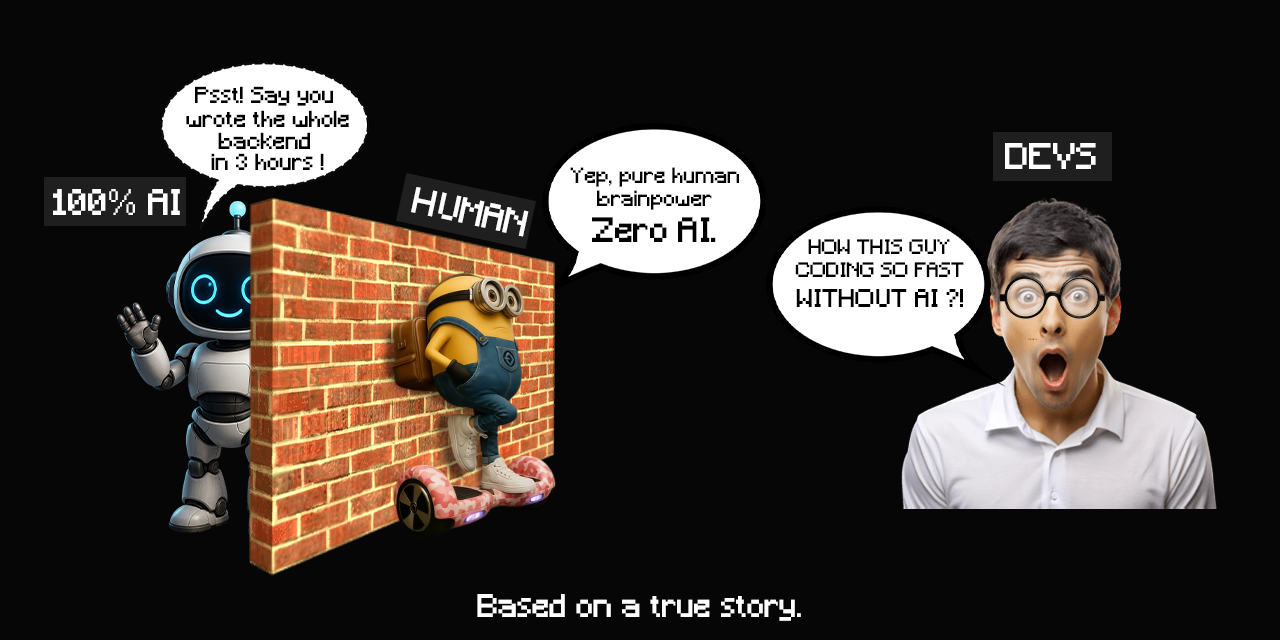 Psst! Say you
wrote the whole
backend
in 3 hours !
100% AI
HUMAN
Yep, pure human
brainpower
Zero AI.
DEVS
HOW THIS GUY
CODING SO FAST
WITHOUT AI ?!
Based on a true story.